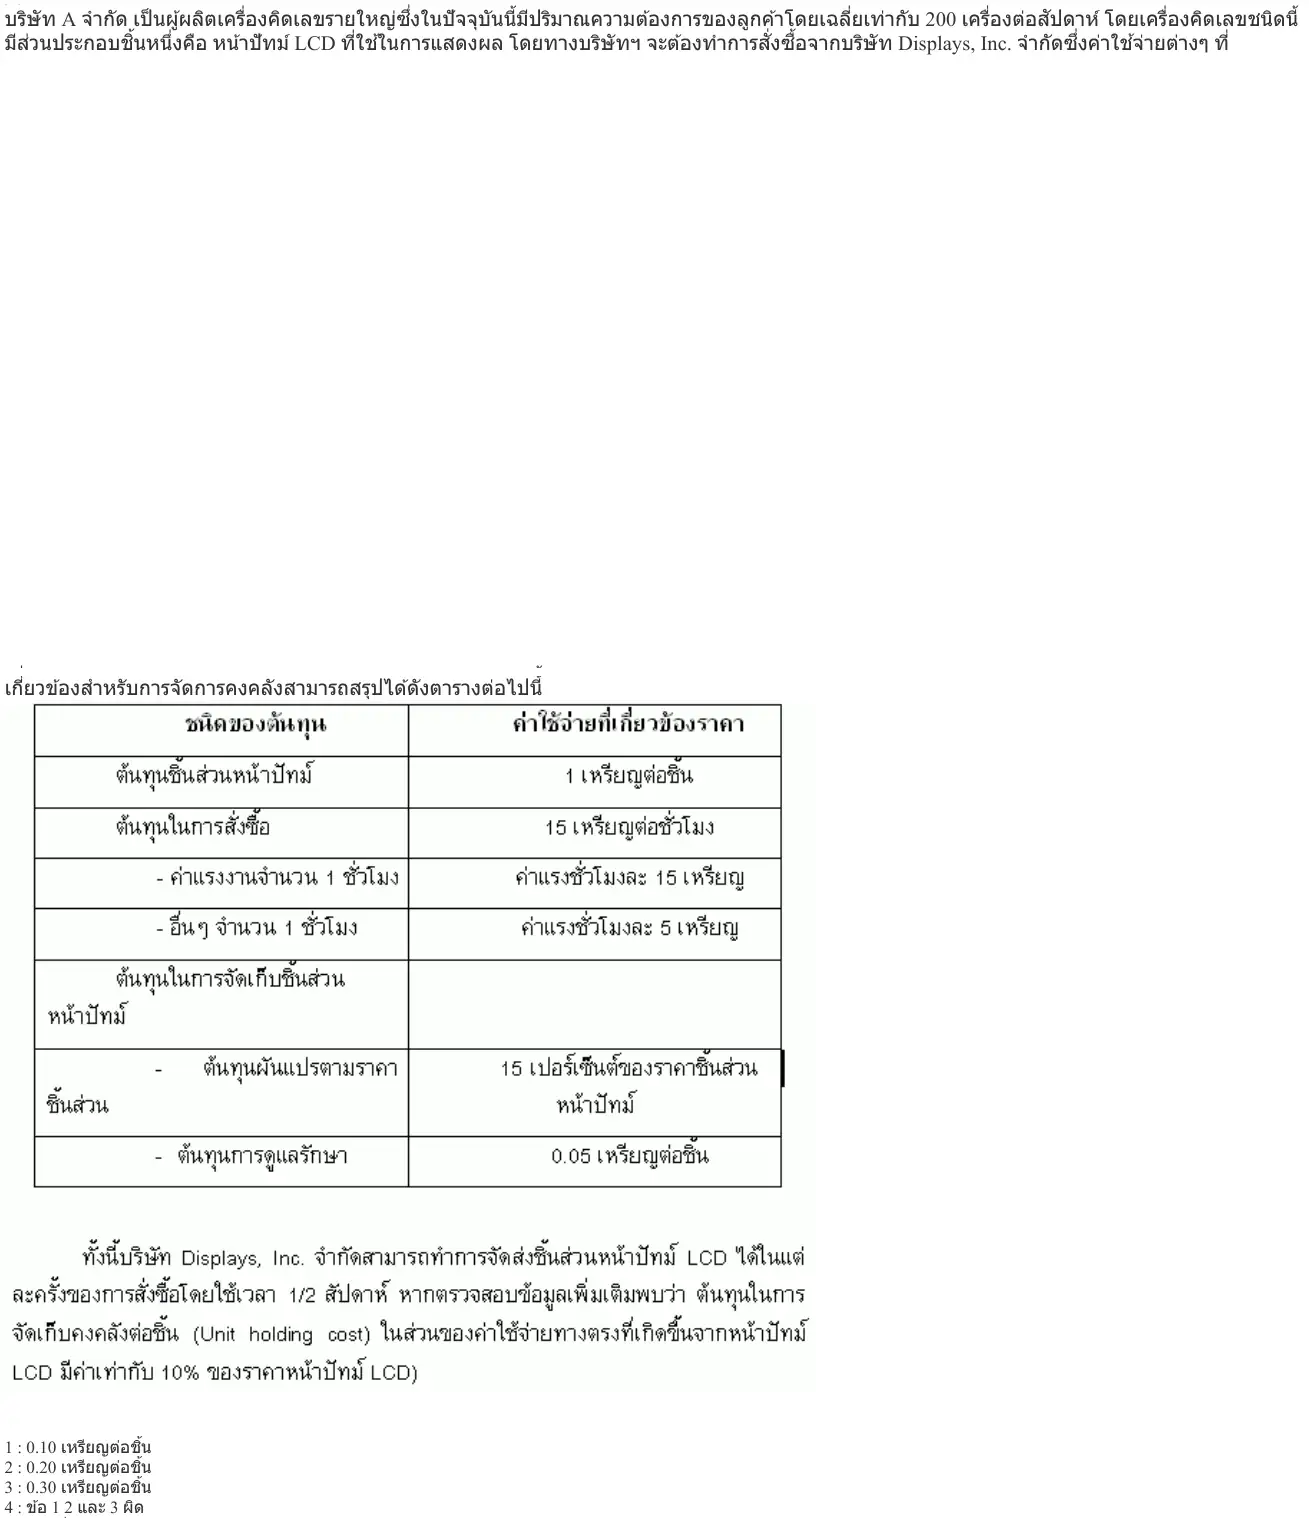 บริษัท A จำกัด เป็นผู้ผลิตเครื่องคิดเลขรายใหญ่ซึ่งในปัจจุบันนี้มีปริมาณความต้องการของลูกค้าโดยเฉลี่ยเท่ากับ 200 เครื่องต่อสัปดาห์ โดยเครื่องคิดเลขชนิดนี้
มีส่วนประกอบชิ้นหนึ่งคือ หน้าปัทม์ LCD ที่ใช้ในการแสดงผล โดยทางบริษัทฯ จะต้องทำการสั่งซื้อจากบริษัท Displays, Inc. จำกัดซึ่งค่าใช้จ่ายต่างๆ ที่
เกี่ยวข้องสำหรับการจัดการคงคลังสามารถสรุปได้ดังตารางต่อไปนี้
ชนิดของต้นทุน ค่าใช้จ่ายที่เกี่ยวข้องราคา
ต้นทุนชิ้นส่วนหน้าปัทม์ 1 เหรียญต่อชิ้น
ต้นทุนในการสั่งซื้อ 15 เหรียญต่อชั่วโมง
- ค่าแรงงานจำนวน 1 ชั่วโมง ค่าแรงชั่วโมงละ 15 เหรียญ
- อื่นๆ จำนวน 1 ชั่วโมง ค่าแรงชั่วโมงละ 5 เหรียญ
ต้นทุนในการจัดเก็บชิ้นส่วน
หน้าปัทม์
- ต้นทุนผันแปรตามราคา 15 เปอร์เซ็นต์ของราคาชิ้นส่วน
ชิ้นส่วน หน้าปัทม์
- ต้นทุนการดูแลรักษา 0.05 เหรียญต่อชิ้น
ทั้งนี้บริษัท Displays, Inc. จำกัดสามารถทำการจัดส่งชิ้นส่วนหน้าปัทม์ LCD ได้ในแต่
ละครั้งของการสั่งซื้อโดยใช้เวลา 1/2 สัปดาห์ หากตรวจสอบข้อมูลเพิ่มเติมพบว่า ต้นทุนในการ
จัดเก็บคงคลังต่อชิ้น (Unit holding cost) ในส่วนของค่าใช้จ่ายทางตรงที่เกิดขึ้นจากหน้าปัทม์
LCD มีค่าเท่ากับ 10% ของราคาหน้าปัทม์ LCD)
1 : 0.10 เหรียญต่อชิ้น
2 : 0.20 เหรียญต่อชิ้น
3 : 0.30 เหรียญต่อชิ้น
4 : ข้อ 1 2 และ 3 ผิด